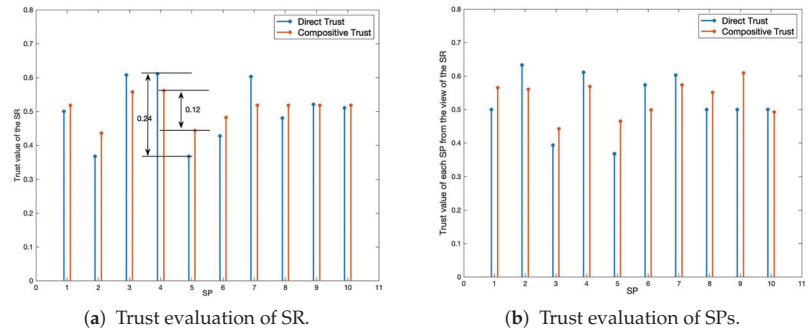 0.8
0.7
0.6
0.5
0.4
0.3
0.2
0.1
0
Trust value of the SR
Direct Trust
Compositive Trust
0.24
0.12
0 1 2 3 4 5 6 7 8 9 10 11
SP
(a) Trust evaluation of SR.
0.8
0.7
0.6
0.5
0.4
0.3
0.2
0.1
0
Trust value of each SP from the view of the SR
Direct Trust
Compositive Trust
0 1 2 3 4 5 6 7 8 9 10 11
SP
(b) Trust evaluation of SPs.